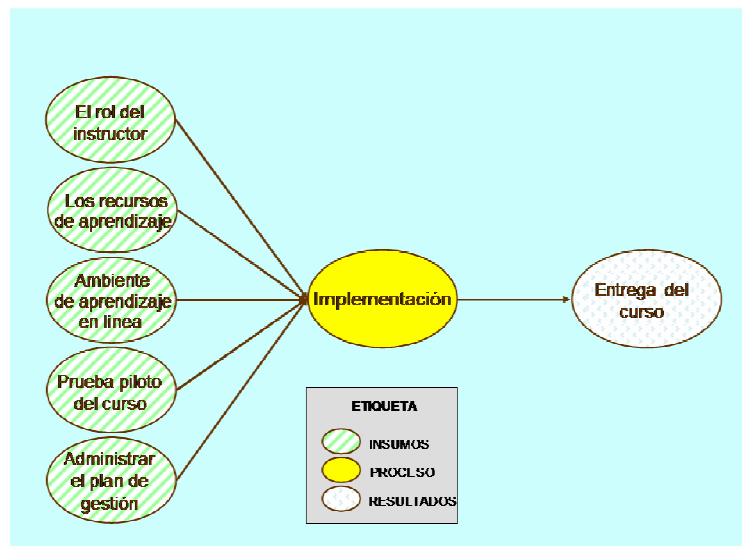 El rol del
instructor
Los recursos
de aprendizaje
Ambiente
de aprendizaje
en línea
Prueba piloto
del curso
Administrar
el plan de
gestión
Implementación
Entrega del
curso
ETIQUETA
INSUMOS
PROCESO
RESULTADOS